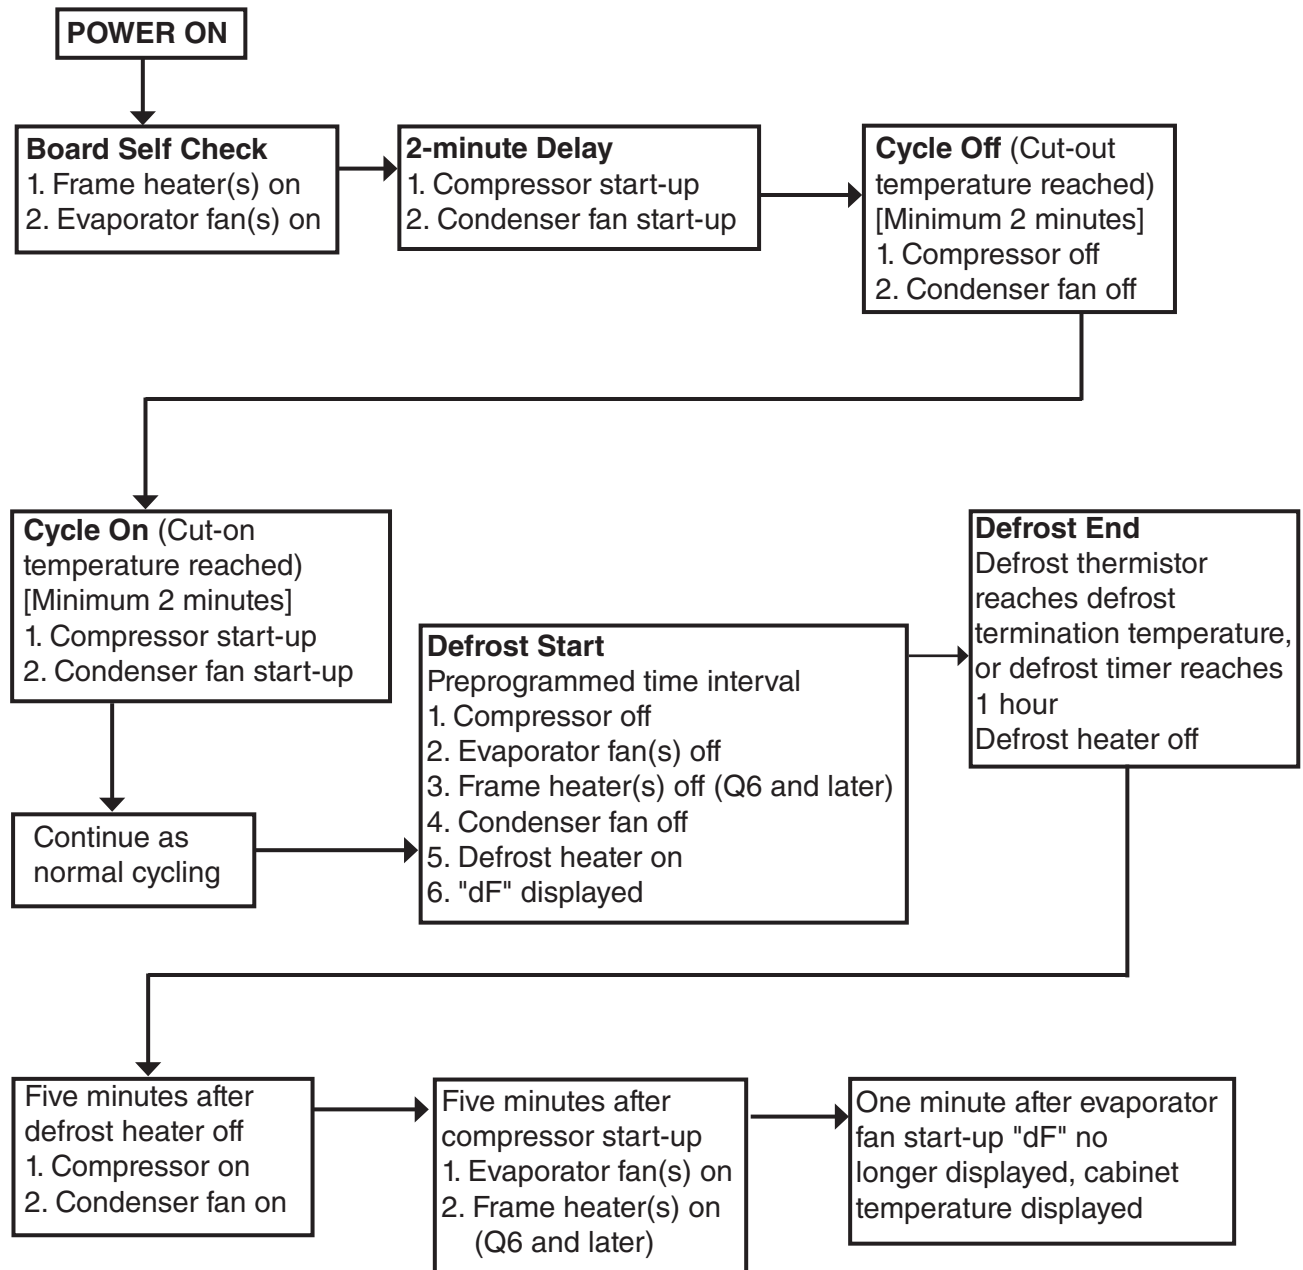 POWER ON
Board Self Check
1. Frame heater(s) on
2. Evaporator fan(s) on
2-minute Delay
1. Compressor start-up
2. Condenser fan start-up
Cycle Off (Cut-out
temperature reached)
[Minimum 2 minutes]
1. Compressor off
2. Condenser fan off
Cycle On (Cut-on
temperature reached)
[Minimum 2 minutes]
1. Compressor start-up
2. Condenser fan start-up
Continue as
normal cycling
Defrost Start
Preprogrammed time interval
1. Compressor off
2. Evaporator fan(s) off
3. Frame heater(s) off (Q6 and later)
4. Condenser fan off
5. Defrost heater on
6. "dF" displayed
Defrost End
Defrost thermistor
reaches defrost
termination temperature,
or defrost timer reaches
1 hour
Defrost heater off
Five minutes after
defrost heater off
1. Compressor on
2. Condenser fan on
Five minutes after
compressor start-up
1. Evaporator fan(s) on
2. Frame heater(s) on
(Q6 and later)
One minute after evaporator
fan start-up "dF" no
longer displayed, cabinet
temperature displayed